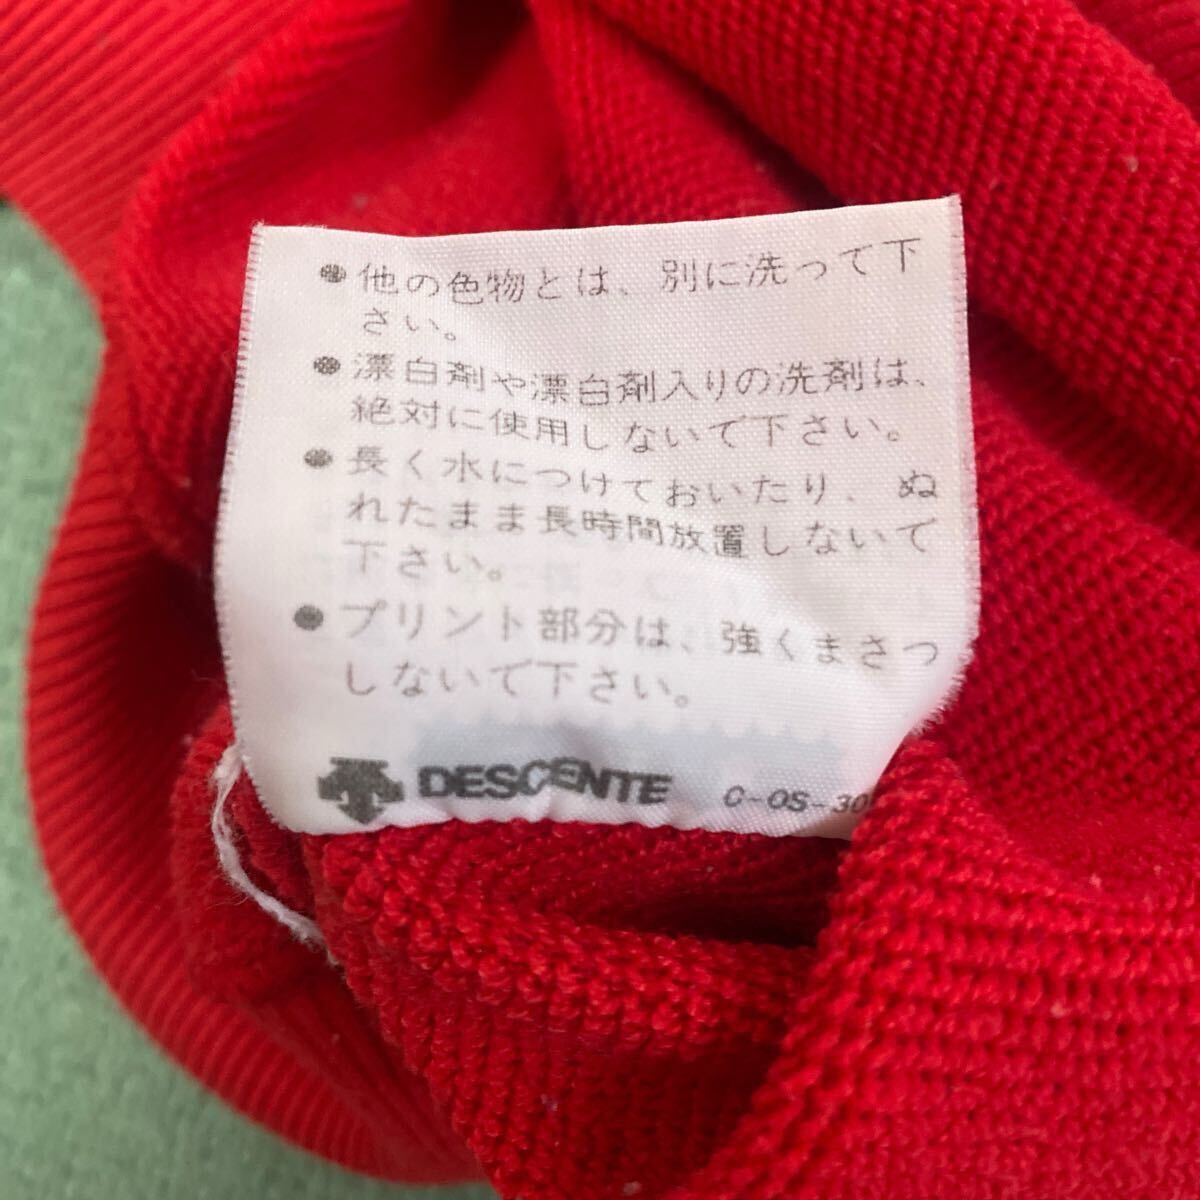 ●他の色物とは、別に洗って下
さい。
●漂白剤や漂白剤入りの洗剤は、
絶対に使用しないで下さい。
●長く水につけておいたり、ぬ
れたまま長時間放置しないで
下さい。
●プリント部分は、強くまさつ
しないで下さい。
DESCENTE C-OS-30